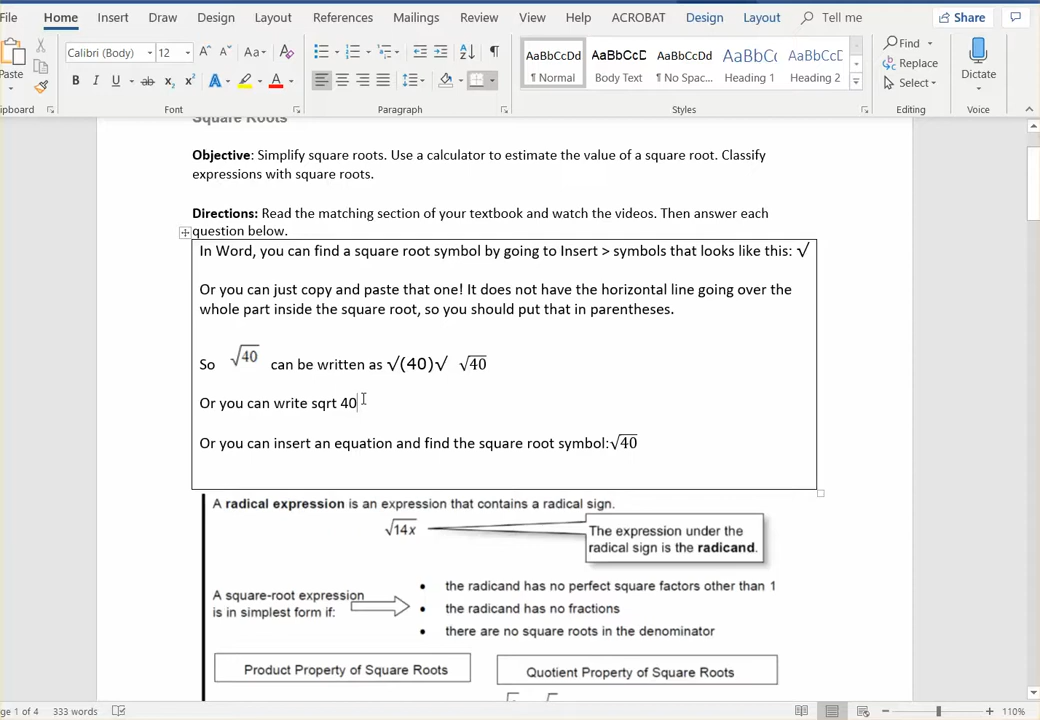 File Home Insert Draw Design Layout References Mailings Review View Help ACROBAT Design Layout Tell me Share
Paste Calibri (Body) 12 Aa Find
AaBbCcDd AaBbCcD AaBbCcDd AaBbCc AaBbCcD Replace Dictate
B I U ab x₂ x² A A ¶ Normal Body Text ¶ No Spac... Heading 1 Heading 2 Select
Font Paragraph Styles Editing Voice
Square Roots
Objective: Simplify square roots. Use a calculator to estimate the value of a square root. Classify
expressions with square roots.
Directions: Read the matching section of your textbook and watch the videos. Then answer each
question below.
In Word, you can find a square root symbol by going to Insert > symbols that looks like this: √
Or you can just copy and paste that one! It does not have the horizontal line going over the
whole part inside the square root, so you should put that in parentheses.
So √40 can be written as √(40)√ √40
Or you can write sqrt 40
Or you can insert an equation and find the square root symbol:√40
A radical expression is an expression that contains a radical sign.
√14x
The expression under the
radical sign is the radicand.
A square-root expression
is in simplest form if:
• the radicand has no perfect square factors other than 1
• the radicand has no fractions
• there are no square roots in the denominator
Product Property of Square Roots Quotient Property of Square Roots
1 of 4 333 words 110%